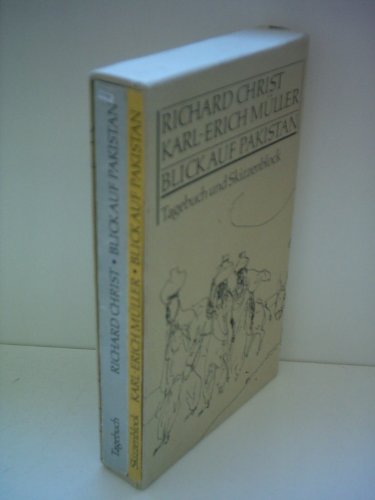 RICHARD CHRIST
KARL-ERICH MÜLLER
BLICK AUF PAKISTAN
Tagebuch und Skizzenblock
Tagebuch RICHARD CHRIST • BLICK AUF PAKISTAN
Skizzenblock KARL ERICH MÜLLER • BLICK AUF PAKISTAN